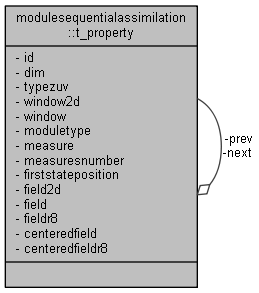 modulesequentialassimilation
::t_property
- id
- dim
- typezuv
- window2d
- window
- moduletype
- measure
- measuresnumber
- firststateposition
- field2d
- field
- fieldr8
- centeredfield
- centeredfieldr8
-prev
-next